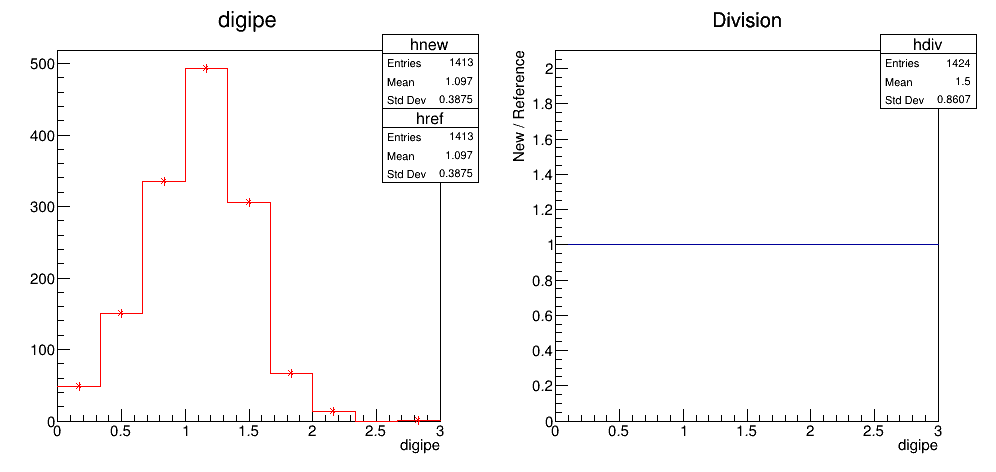 digipe
hnew
Entries 1413
Mean 1.097
Std Dev 0.3875
href
Entries 1413
Mean 1.097
Std Dev 0.3875
500
400
300
200
100
0
0 0.5 1 1.5 2 2.5 3
digipe
Division
hdiv
Entries 1424
Mean 1.5
Std Dev 0.8607
New / Reference
2
1.8
1.6
1.4
1.2
1
0.8
0.6
0.4
0.2
0
0 0.5 1 1.5 2 2.5 3
digipe